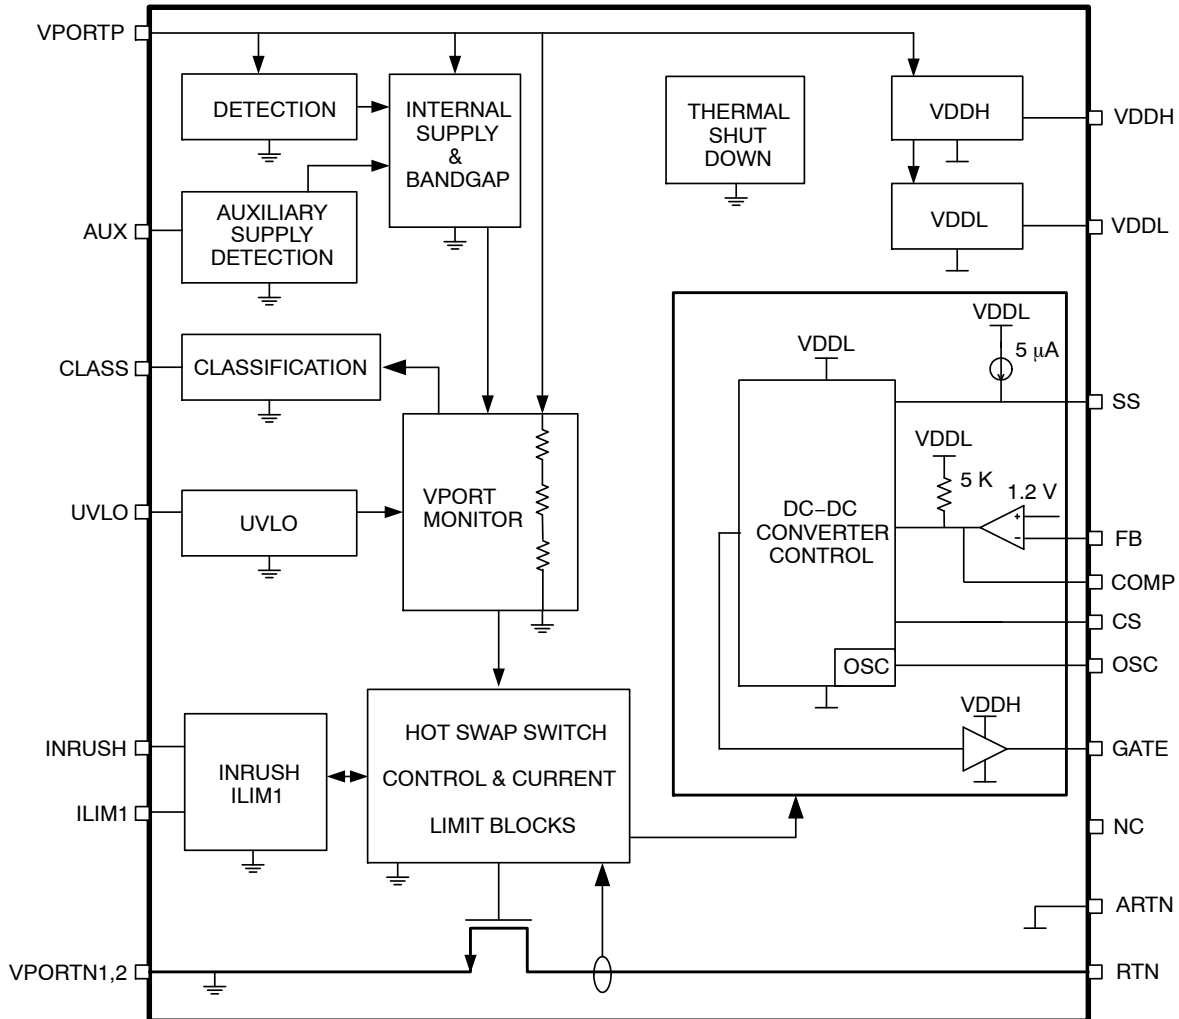 VPORTP
DETECTION
INTERNAL
SUPPLY
&
BANDGAP
THERMAL
SHUT
DOWN
VDDH
VDDH
AUX
AUXILIARY
SUPPLY
DETECTION
VDDL
VDDL
CLASS
CLASSIFICATION
VDDL
VDDL
5 μA
SS
UVLO
UVLO
VPORT
MONITOR
DC−DC
CONVERTER
CONTROL
VDDL
5 K
1.2 V
+
−
FB
COMP
CS
OSC
OSC
INRUSH
ILIM1
INRUSH
ILIM1
HOT SWAP SWITCH
CONTROL & CURRENT
LIMIT BLOCKS
VDDH
GATE
NC
ARTN
VPORTN1,2
RTN